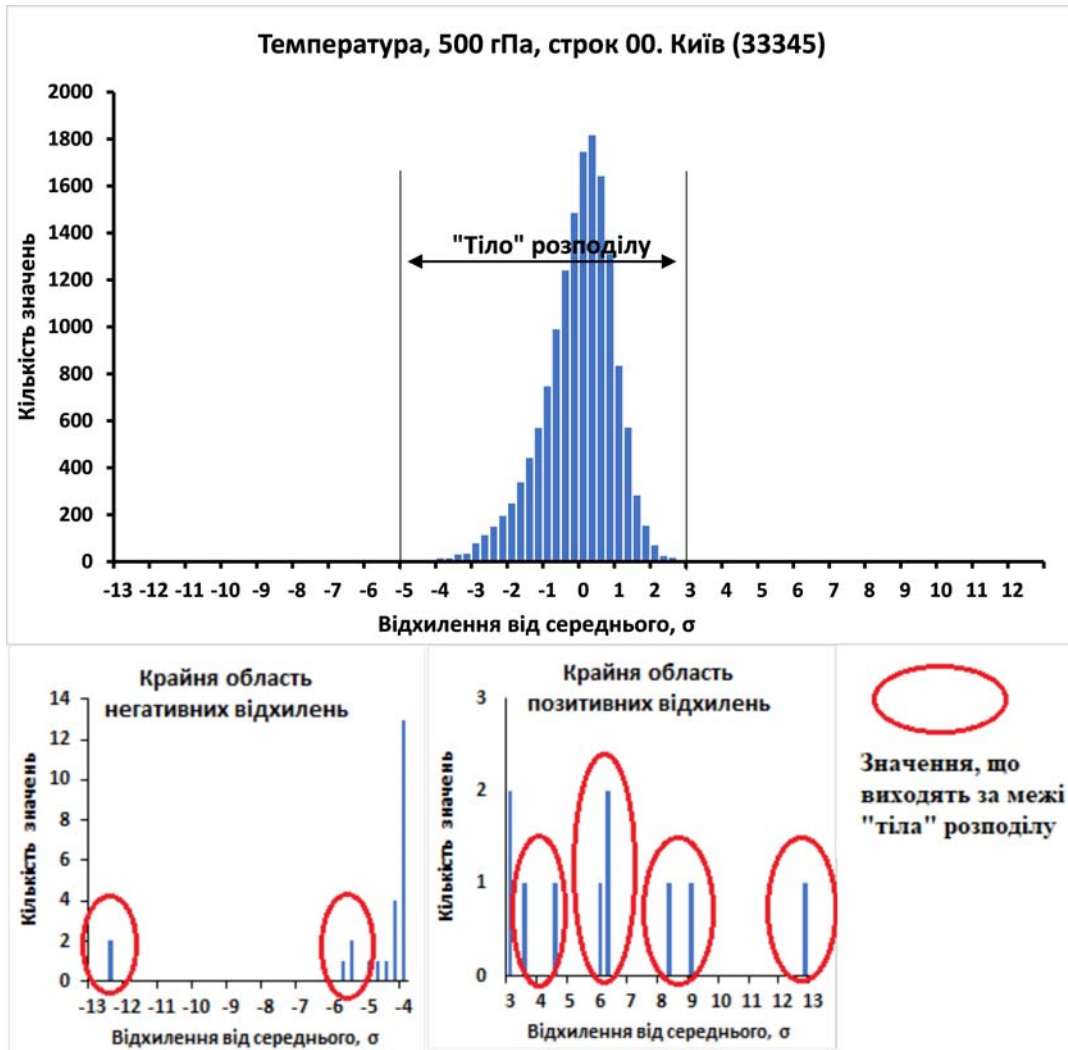 Температура, 500 гПа, строк 00. Київ (33345)
2000
1800
1600
1400
1200
1000
800
600
400
200
0
Кількість значень
"Тіло" розподілу
-13 -12 -11 -10 -9 -8 -7 -6 -5 -4 -3 -2 -1 0 1 2 3 4 5 6 7 8 9 10 11 12
Відхилення від середнього, σ
Крайня область
негативних відхилень
14
12
10
8
6
4
2
0
Кількість значень
-13 -12 -11 -10 -9 -8 -7 -6 -5 -4
Відхилення від середнього, σ
Крайня область
позитивних відхилень
3
2
1
0
Кількість значень
3 4 5 6 7 8 9 10 11 12 13
Відхилення від середнього, σ
Значення, що
виходять за межі
"тіла" розподілу